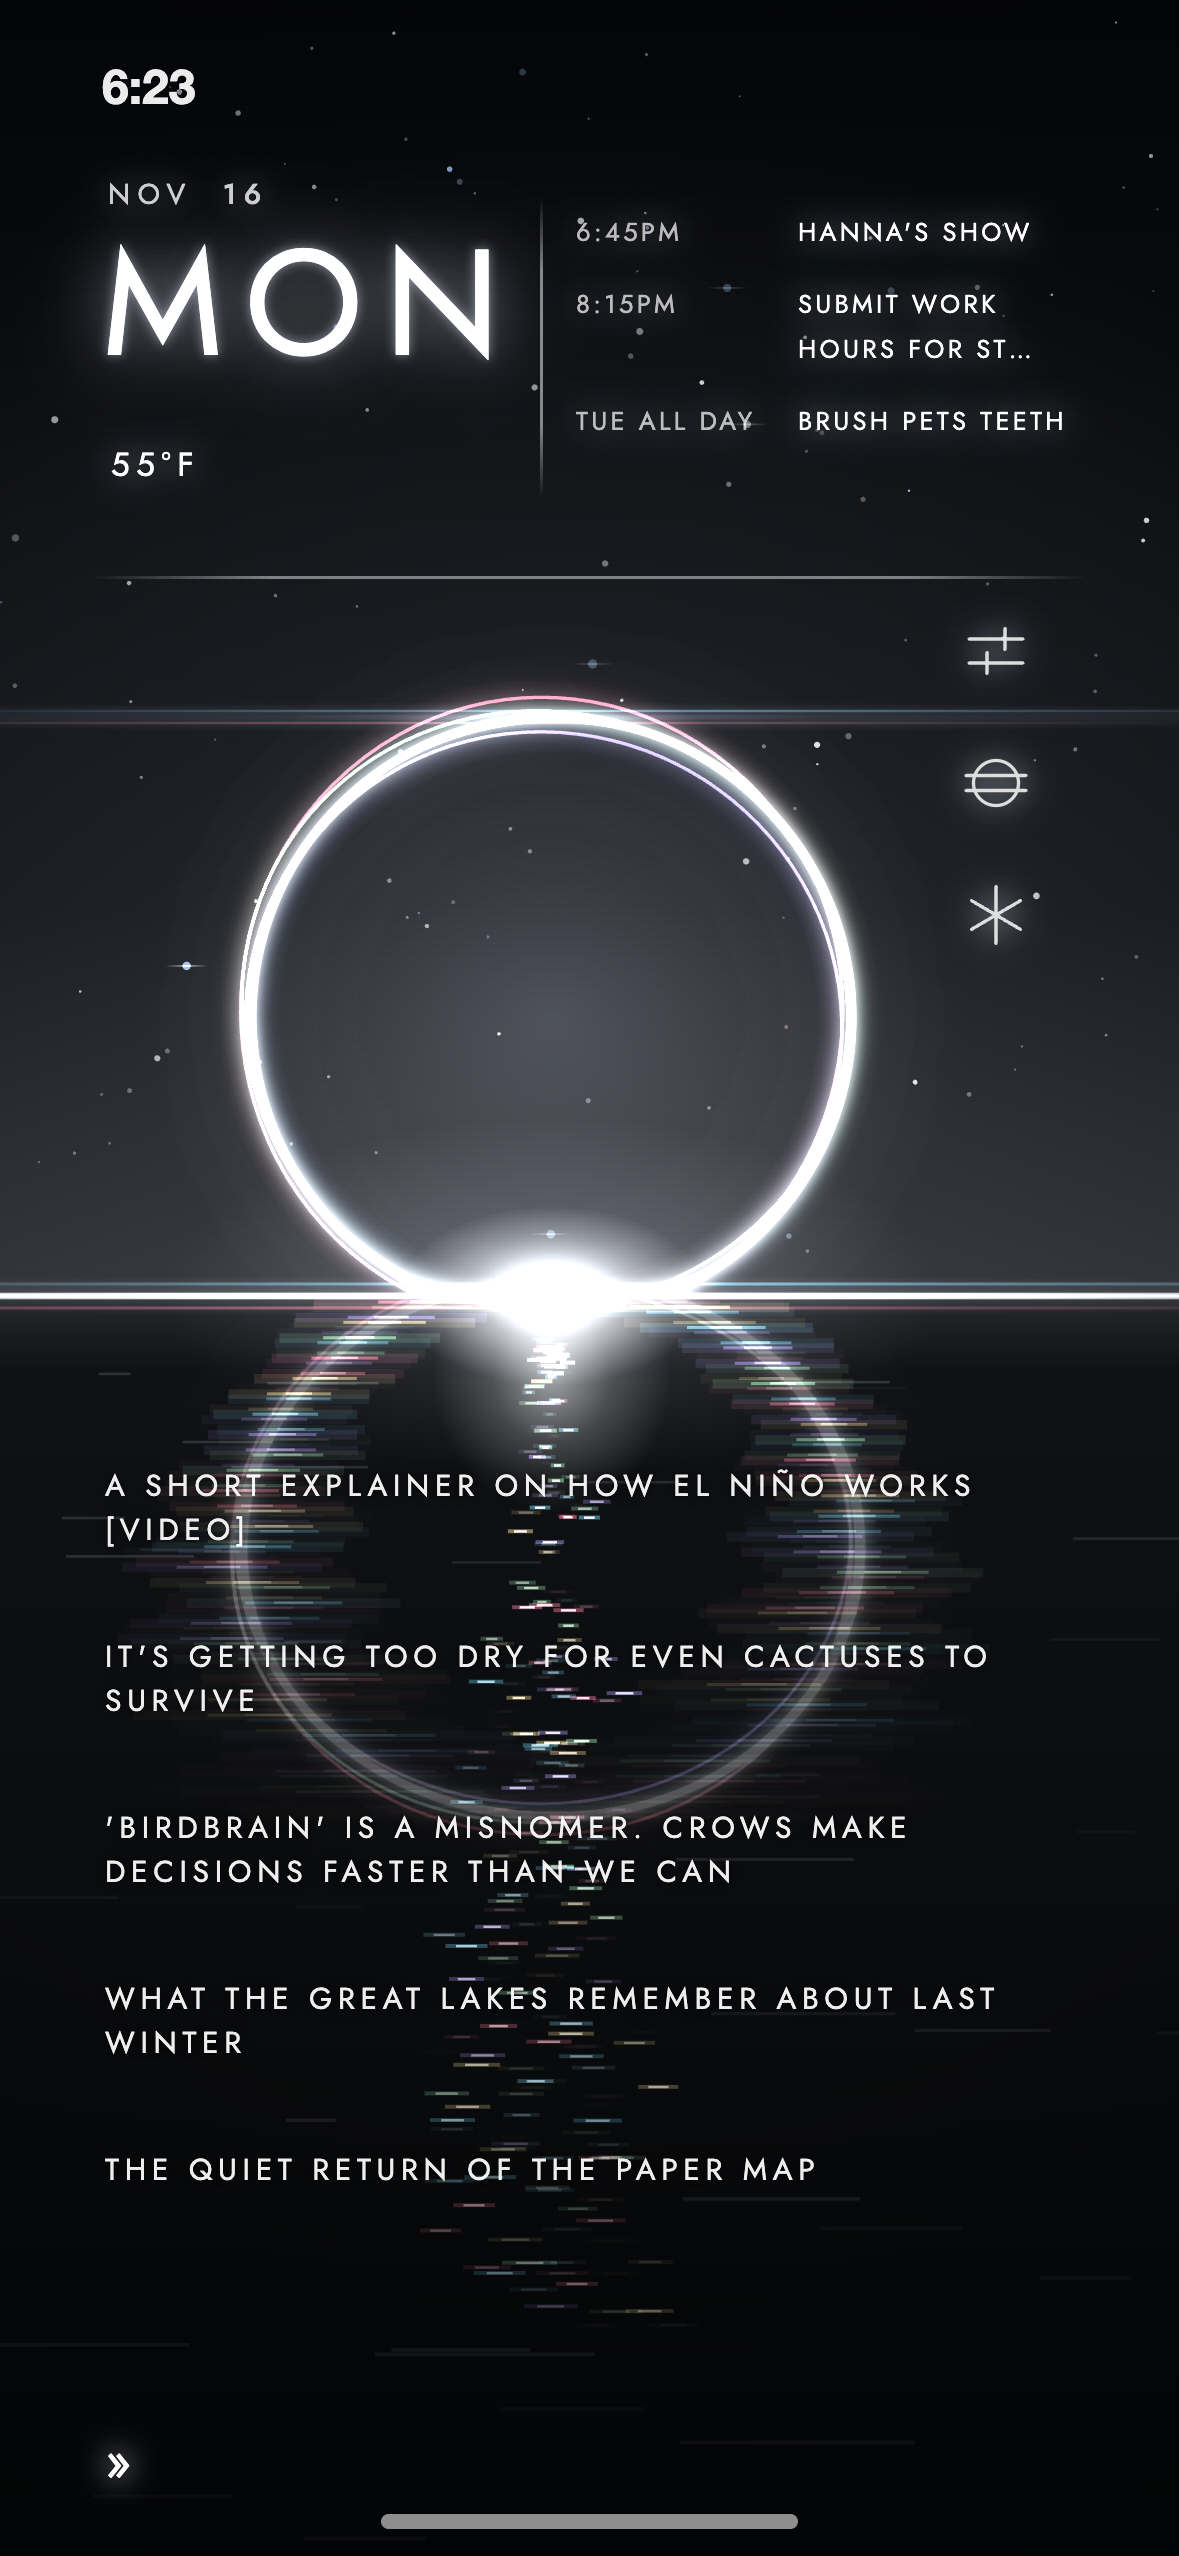 6:23
NOV 16
MON
55°F
6:45PM HANNA'S SHOW
8:15PM SUBMIT WORK
HOURS FOR ST...
TUE ALL DAY BRUSH PETS TEETH
A SHORT EXPLAINER ON HOW EL NIÑO WORKS
[VIDEO]
IT'S GETTING TOO DRY FOR EVEN CACTUSES TO
SURVIVE
'BIRDBRAIN' IS A MISNOMER. CROWS MAKE
DECISIONS FASTER THAN WE CAN
WHAT THE GREAT LAKES REMEMBER ABOUT LAST
WINTER
THE QUIET RETURN OF THE PAPER MAP
»